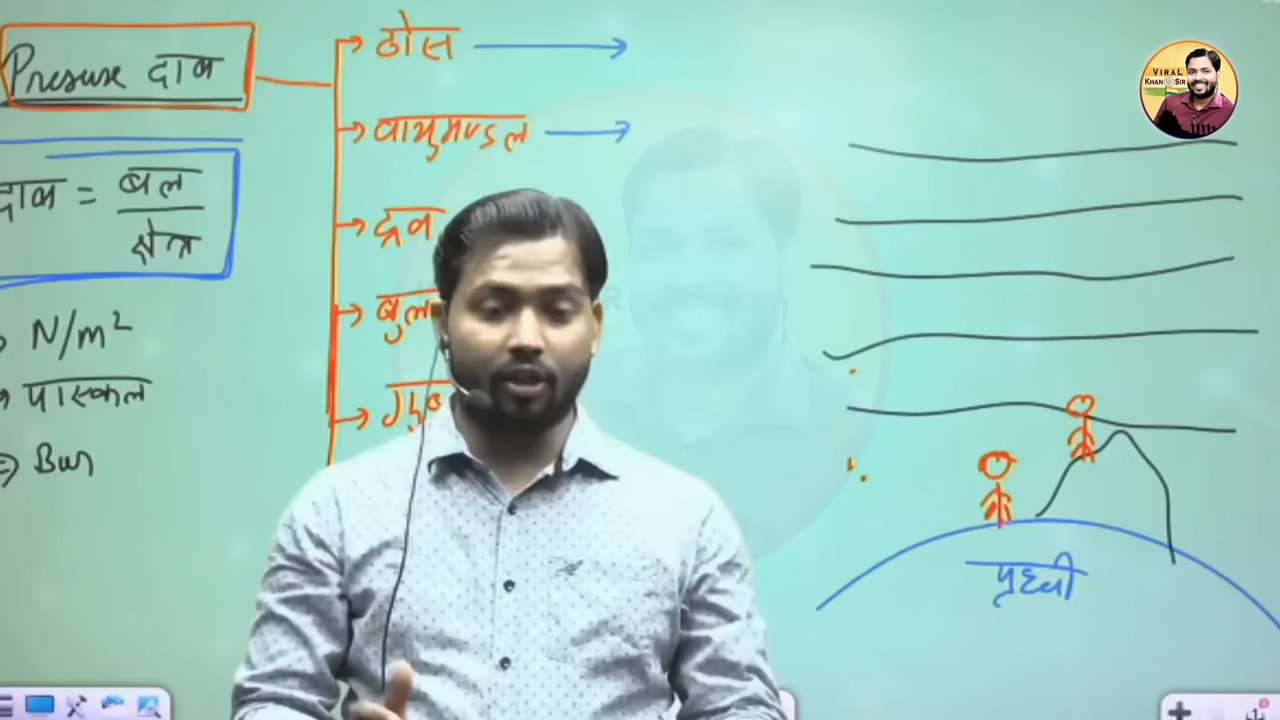 Presure दाब
ठोस
वायुमण्डल
द्रव
बुल
दाब = बल
क्षेत्र
N/m²
पास्कल
Bar
पृथ्वी
VIRAL
KHAN SIR